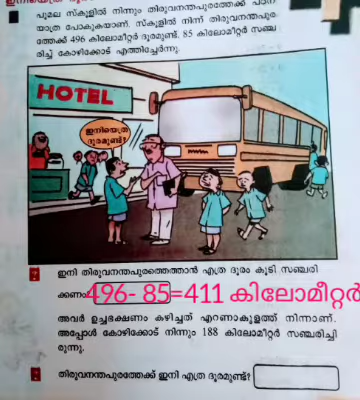 പൂമല സ്കൂളിൽ നിന്നും തിരുവനന്തപുരത്തേക്ക് പഠന
യാത്ര പോകുകയാണ്. സ്കൂളിൽ നിന്ന് തിരുവനന്തപുര
ത്തേക്ക് 496 കിലോമീറ്റർ ദൂരമുണ്ട്. 85 കിലോമീറ്റർ സഞ്ച
രിച്ച് കോഴിക്കോട് എത്തിച്ചേർന്നു.
HOTEL
ഇനിയെത്ര
ദൂരമുണ്ട്?
ഇനി തിരുവനന്തപുരത്തെത്താൻ എത്ര ദൂരം കൂടി സഞ്ചരി
ക്കണം 496- 85=411 കിലോമീറ്റർ
അവർ ഉച്ചഭക്ഷണം കഴിച്ചത് എറണാകുളത്ത് നിന്നാണ്.
അപ്പോൾ കോഴിക്കോട് നിന്നും 188 കിലോമീറ്റർ സഞ്ചരിച്ചി
രുന്നു.
തിരുവനന്തപുരത്തേക്ക് ഇനി എത്ര ദൂരമുണ്ട്?